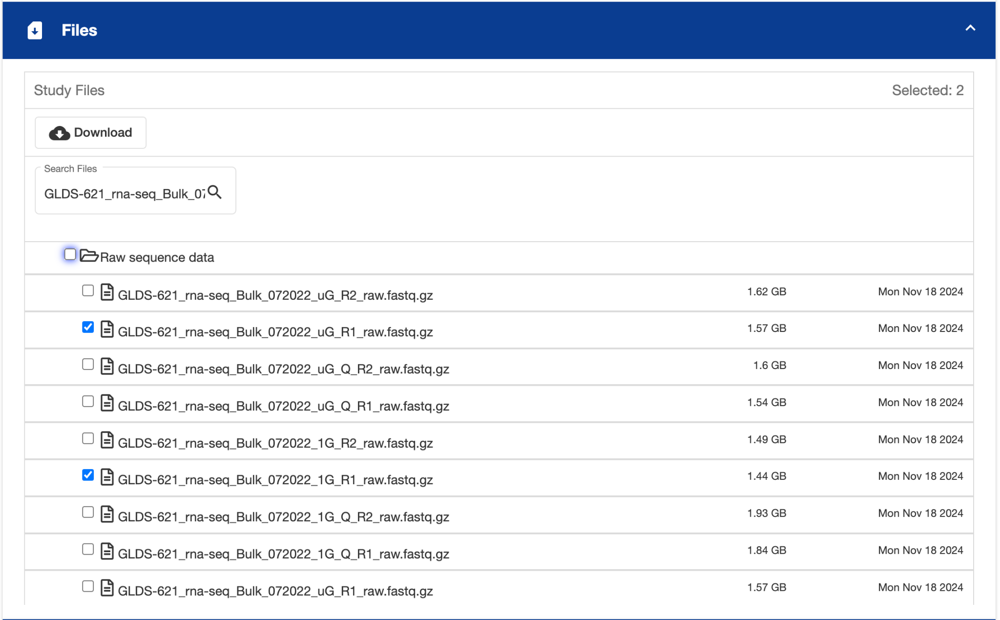 Files
Study Files Selected: 2
Download
Search Files
GLDS-621_rna-seq_Bulk_07
Raw sequence data
GLDS-621_rna-seq_Bulk_072022_uG_R2_raw.fastq.gz 1.62 GB Mon Nov 18 2024
GLDS-621_rna-seq_Bulk_072022_uG_R1_raw.fastq.gz 1.57 GB Mon Nov 18 2024
GLDS-621_rna-seq_Bulk_072022_uG_Q_R2_raw.fastq.gz 1.6 GB Mon Nov 18 2024
GLDS-621_rna-seq_Bulk_072022_uG_Q_R1_raw.fastq.gz 1.54 GB Mon Nov 18 2024
GLDS-621_rna-seq_Bulk_072022_1G_R2_raw.fastq.gz 1.49 GB Mon Nov 18 2024
GLDS-621_rna-seq_Bulk_072022_1G_R1_raw.fastq.gz 1.44 GB Mon Nov 18 2024
GLDS-621_rna-seq_Bulk_072022_1G_Q_R2_raw.fastq.gz 1.93 GB Mon Nov 18 2024
GLDS-621_rna-seq_Bulk_072022_1G_Q_R1_raw.fastq.gz 1.84 GB Mon Nov 18 2024
GLDS-621_rna-seq_Bulk_072022_uG_R1_raw.fastq.gz 1.57 GB Mon Nov 18 2024